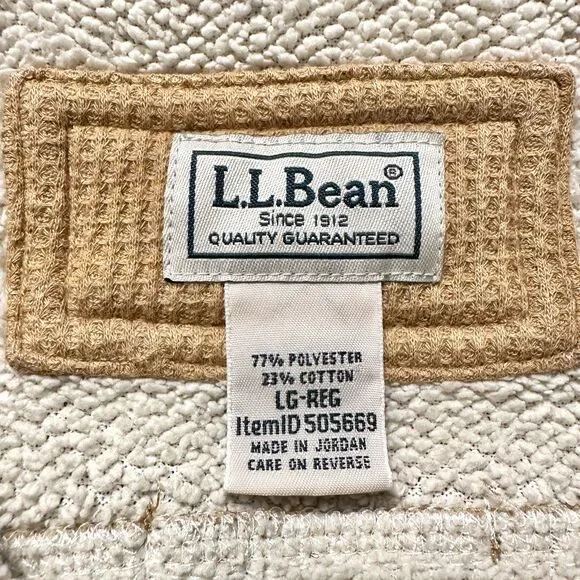 L.L.Bean®
Since 1912
QUALITY GUARANTEED
77% POLYESTER
23% COTTON
LG-REG
ItemID 505669
MADE IN JORDAN
CARE ON REVERSE